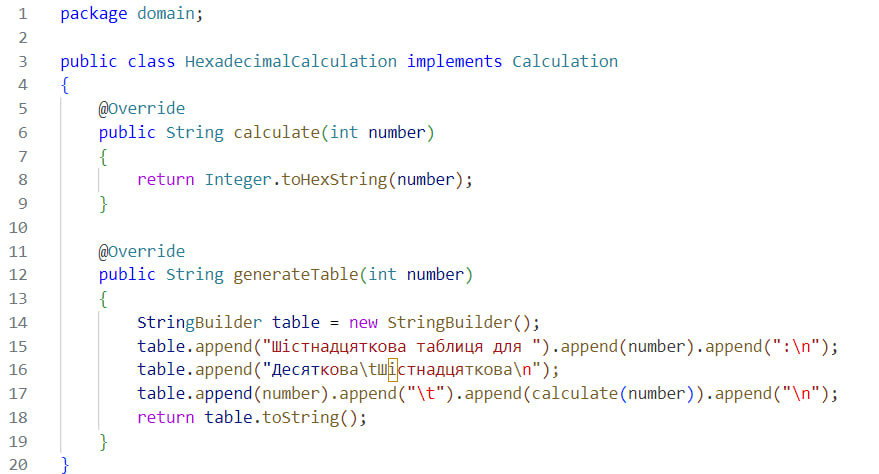 1 package domain;
2
3 public class HexadecimalCalculation implements Calculation
4 {
5     @Override
6     public String calculate(int number)
7     {
8         return Integer.toHexString(number);
9     }
10
11     @Override
12     public String generateTable(int number)
13     {
14         StringBuilder table = new StringBuilder();
15         table.append("Шістнадцяткова таблиця для ").append(number).append(":\n");
16         table.append("Десяткова\tШістнадцяткова\n");
17         table.append(number).append("\t").append(calculate(number)).append("\n");
18         return table.toString();
19     }
20 }